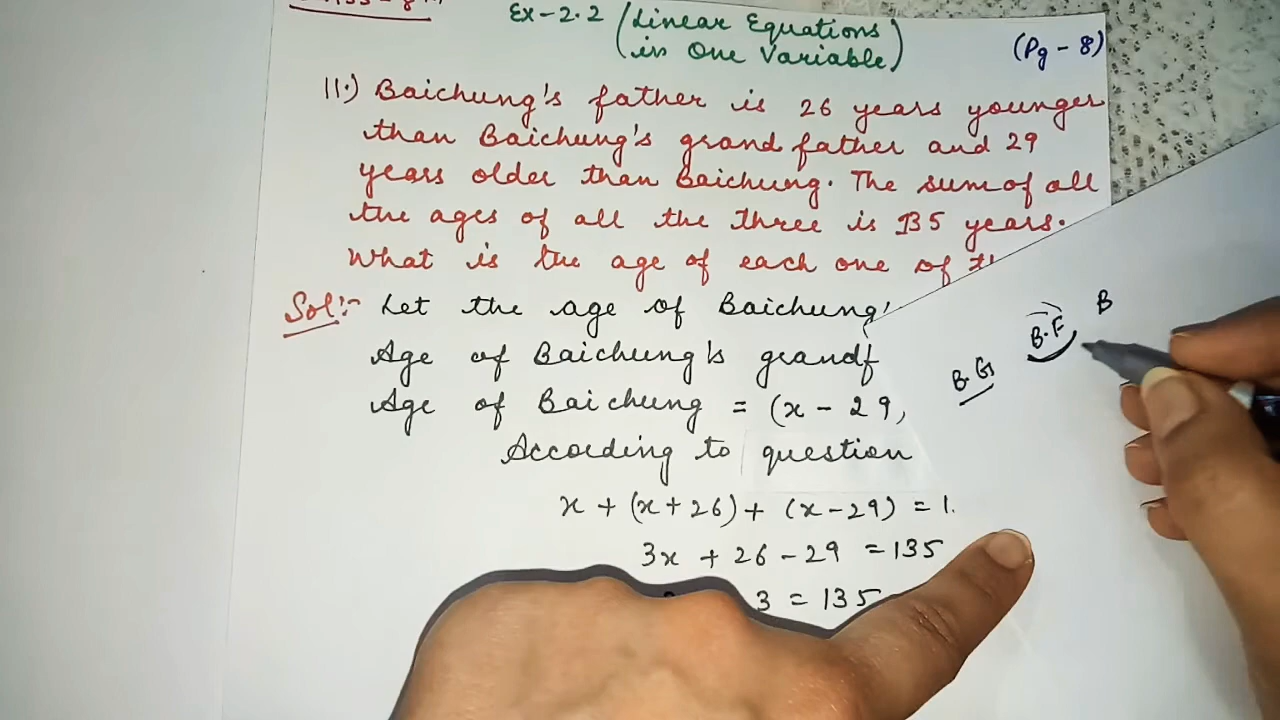 Ex-2.2 (Linear Equations
in One Variable)
(Pg - 8)
11.) Baichung's father is 26 years younger
than Baichung's grand father and 29
years older than Baichung. The sum of all
the ages of all the three is 135 years.
What is the age of each one of
Sol:- Let the age of Baichung'
Age of Baichung's grandf
Age of Baichung = (x - 29
According to question
x + (x+26) + (x-29) = 1
3x + 26 - 29 = 135
3 = 135
B.G
B.F
B